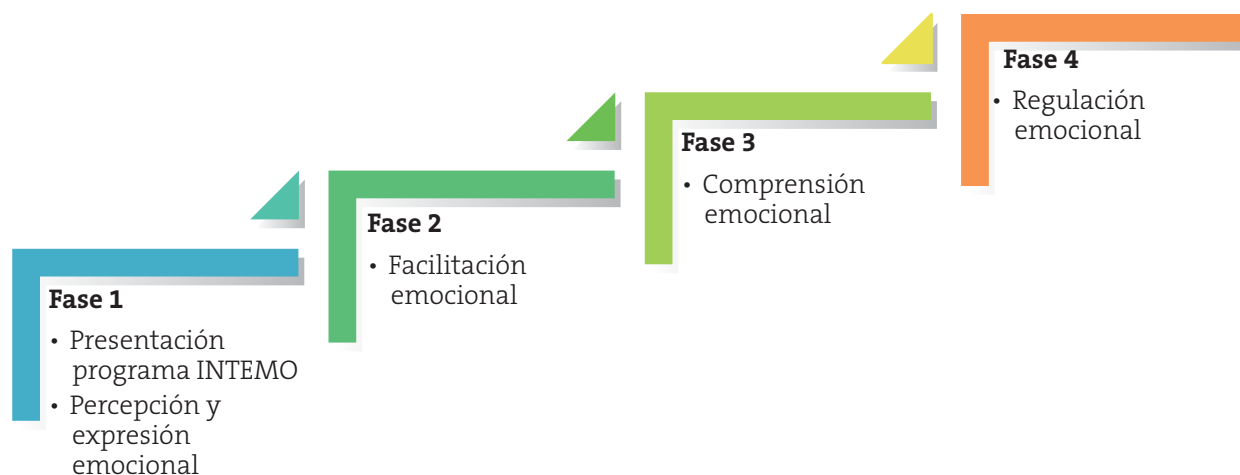 Fase 1
• Presentación
programa INTEMO
• Percepción y
expresión
emocional
Fase 2
• Facilitación
emocional
Fase 3
• Comprensión
emocional
Fase 4
• Regulación
emocional